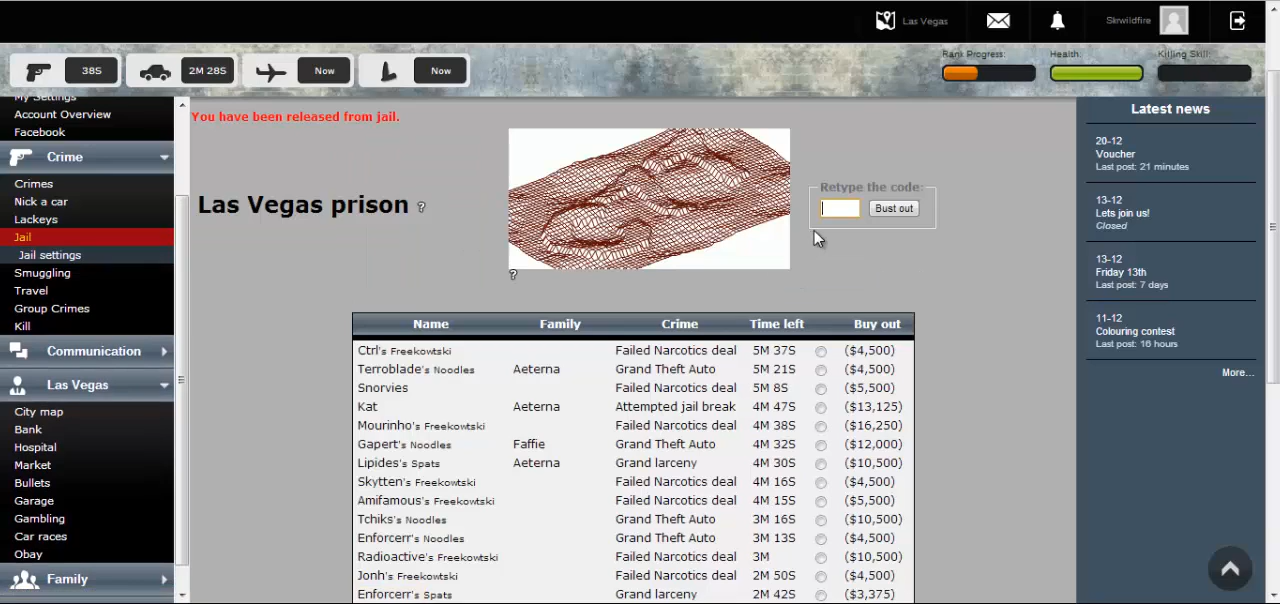 Las Vegas
Skrwildfire
38S
2M 28S
Now
Now
Rank Progress:
Health:
Killing Skill:
My Settings
Account Overview
Facebook
Crime
Crimes
Nick a car
Lackeys
Jail
Jail settings
Smuggling
Travel
Group Crimes
Kill
Communication
Las Vegas
City map
Bank
Hospital
Market
Bullets
Garage
Gambling
Car races
Obay
Family
You have been released from jail.
Las Vegas prison ?
?
Retype the code:
Bust out
Name Family Crime Time left Buy out
Ctrl's Freekowtski Failed Narcotics deal 5M 37S ($4,500)
Terroblade's Noodles Aeterna Grand Theft Auto 5M 21S ($4,500)
Snorvies Failed Narcotics deal 5M 8S ($5,500)
Kat Aeterna Attempted jail break 4M 47S ($13,125)
Mourinho's Freekowtski Failed Narcotics deal 4M 38S ($16,250)
Gapert's Noodles Faffie Grand Theft Auto 4M 32S ($12,000)
Lipides's Spats Aeterna Grand larceny 4M 30S ($10,500)
Skytten's Freekowtski Failed Narcotics deal 4M 16S ($4,500)
Amifamous's Freekowtski Failed Narcotics deal 4M 15S ($5,500)
Tchiks's Noodles Grand Theft Auto 3M 16S ($10,500)
Enforcerr's Noodles Grand Theft Auto 3M 13S ($4,500)
Radioactive's Freekowtski Failed Narcotics deal 3M ($10,500)
Jonh's Freekowtski Failed Narcotics deal 2M 50S ($4,500)
Enforcerr's Spats Grand larceny 2M 42S ($3,375)
Latest news
20-12
Voucher
Last post: 21 minutes
13-12
Lets join us!
Closed
13-12
Friday 13th
Last post: 7 days
11-12
Colouring contest
Last post: 16 hours
More...